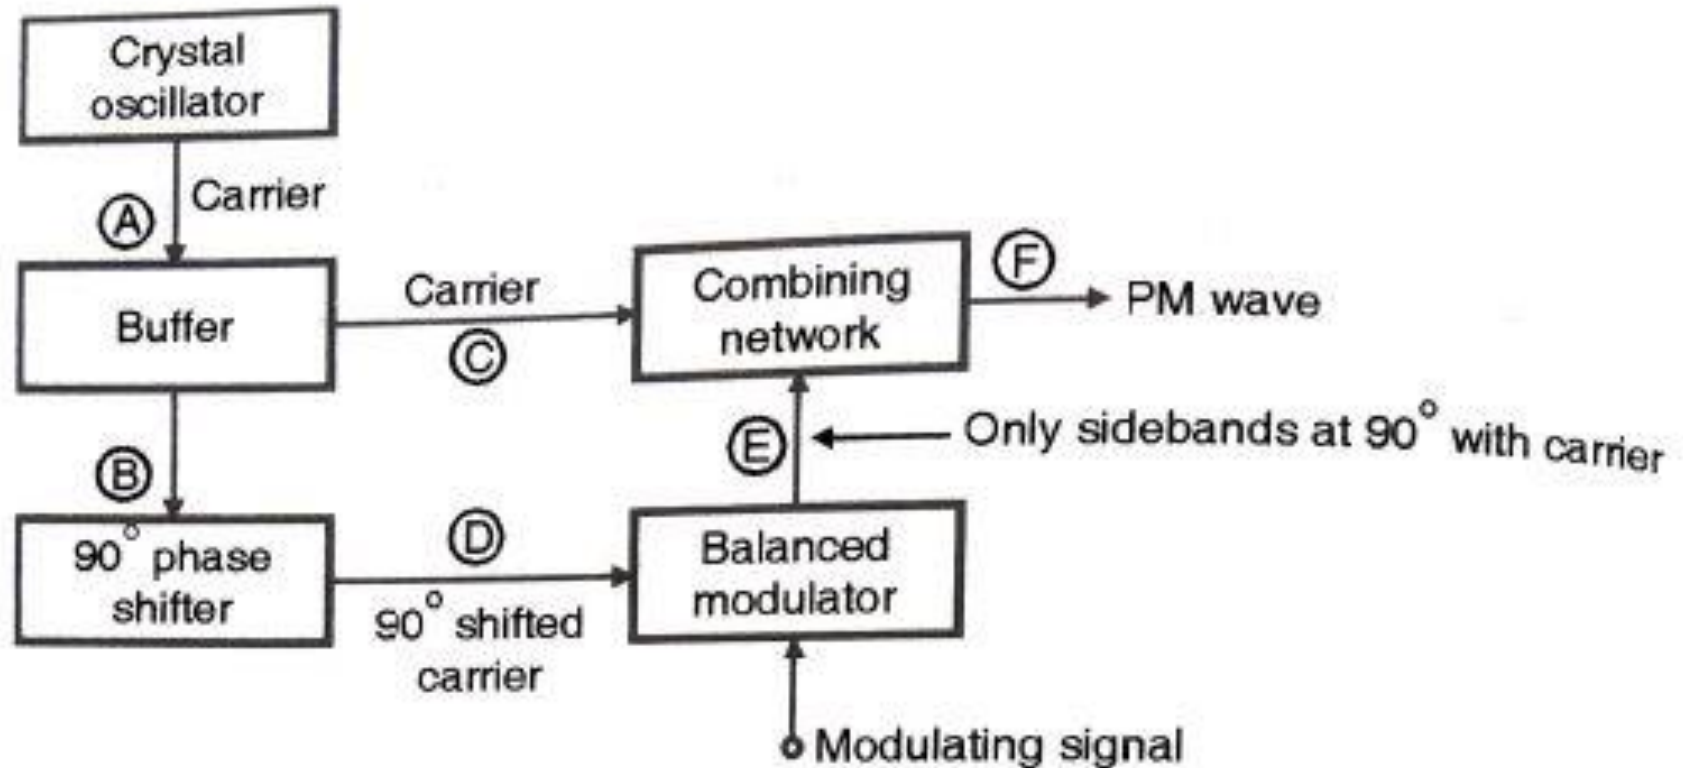 Crystal
oscillator
Carrier
A
Buffer
Carrier
C
Combining
network
F
PM wave
B
E
Only sidebands at 90° with carrier
90° phase
shifter
D
90° shifted
carrier
Balanced
modulator
Modulating signal